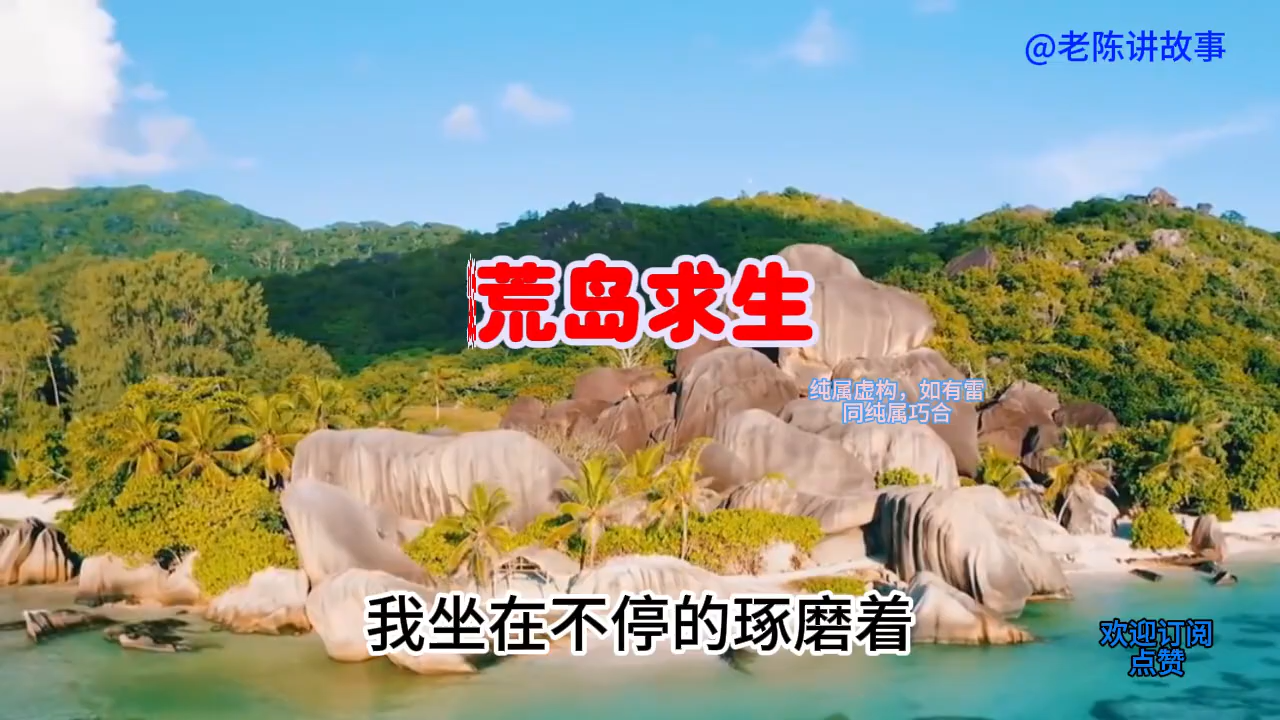 @老陈讲故事
荒岛求生
纯属虚构，如有雷
同纯属巧合
我坐在不停的琢磨着
欢迎订阅
点赞